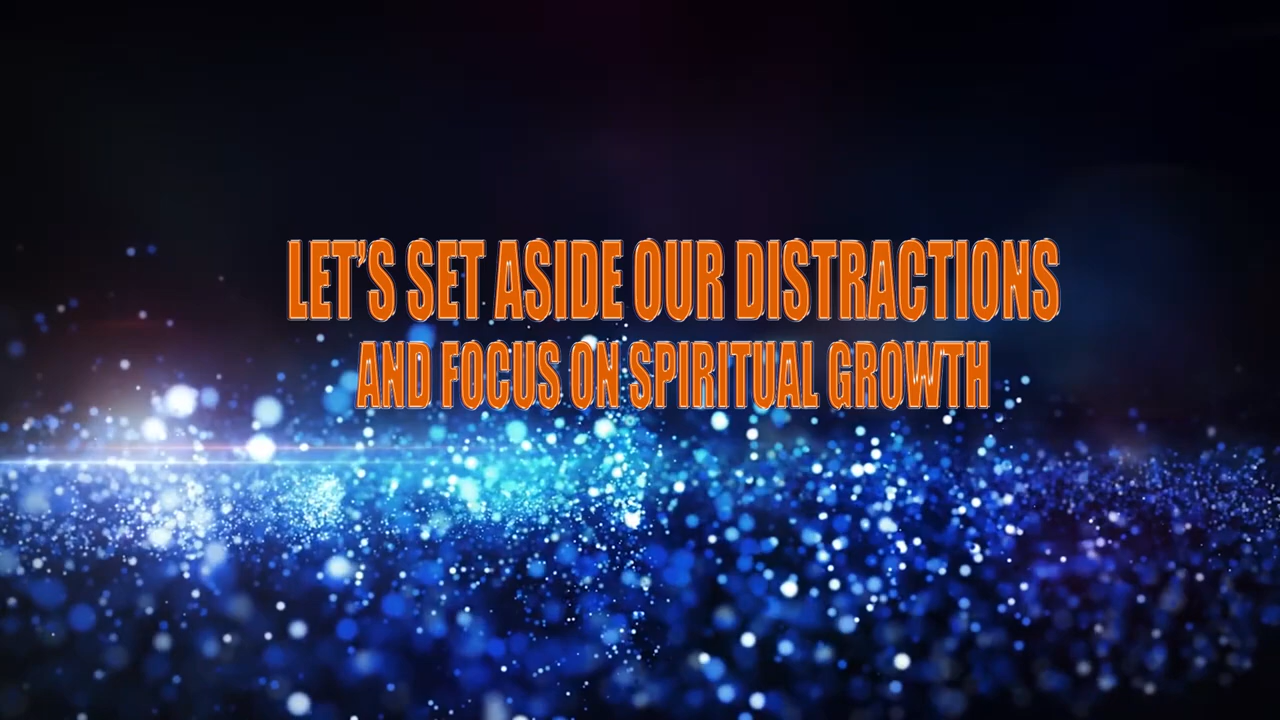 LET'S SET ASIDE OUR DISTRACTIONS
AND FOCUS ON SPIRITUAL GROWTH